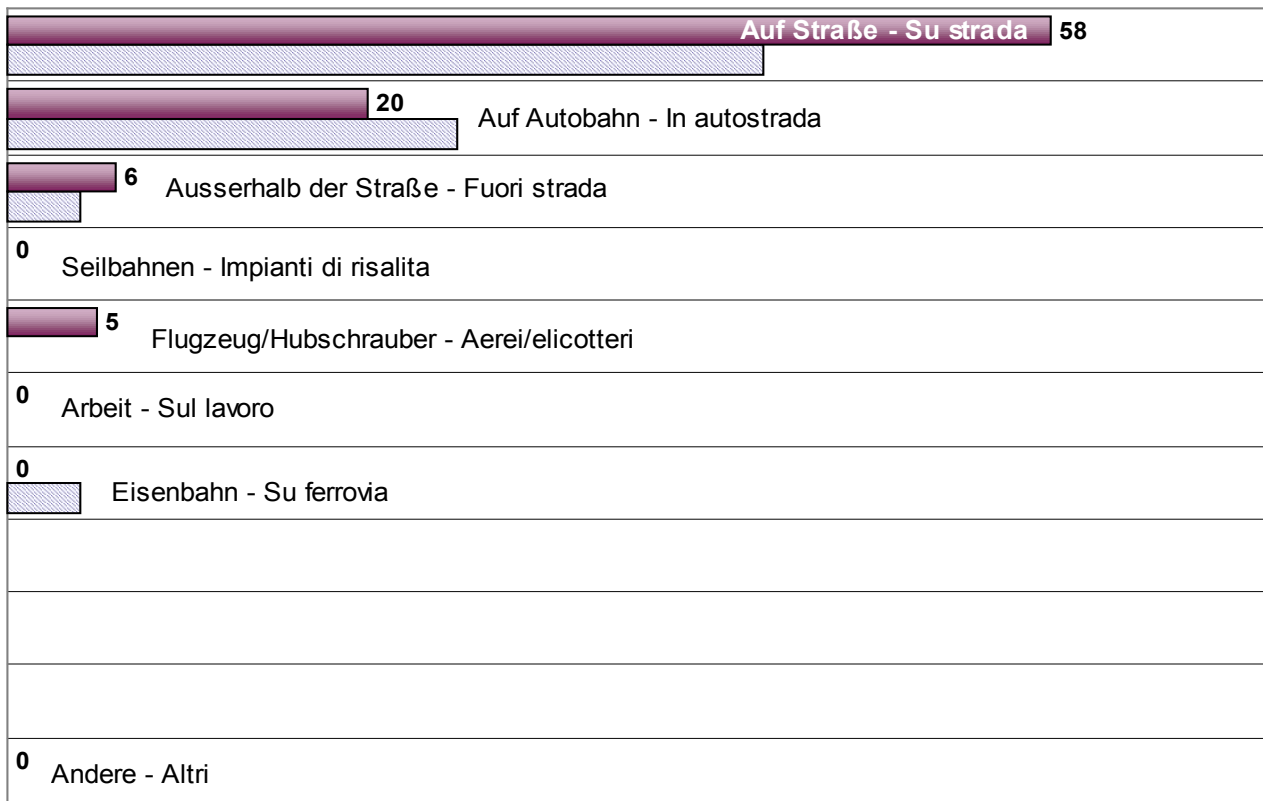 Auf Straße - Su strada 58
20
Auf Autobahn - In autostrada
6
Ausserhalb der Straße - Fuori strada
0
Seilbahnen - Impianti di risalita
5
Flugzeug/Hubschrauber - Aerei/elicotteri
0
Arbeit - Sul lavoro
0
Eisenbahn - Su ferrovia
0
Andere - Altri